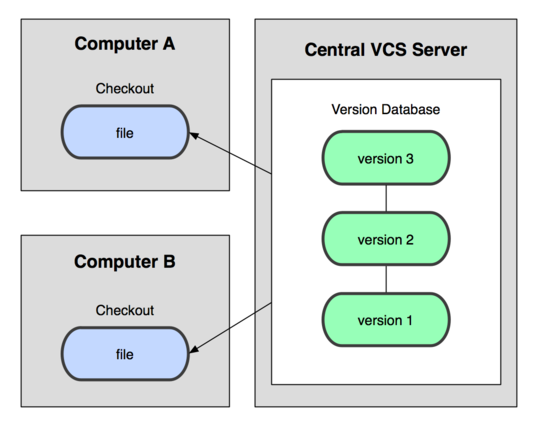 Computer A
Checkout
file
Computer B
Checkout
file
Central VCS Server
Version Database
version 3
version 2
version 1